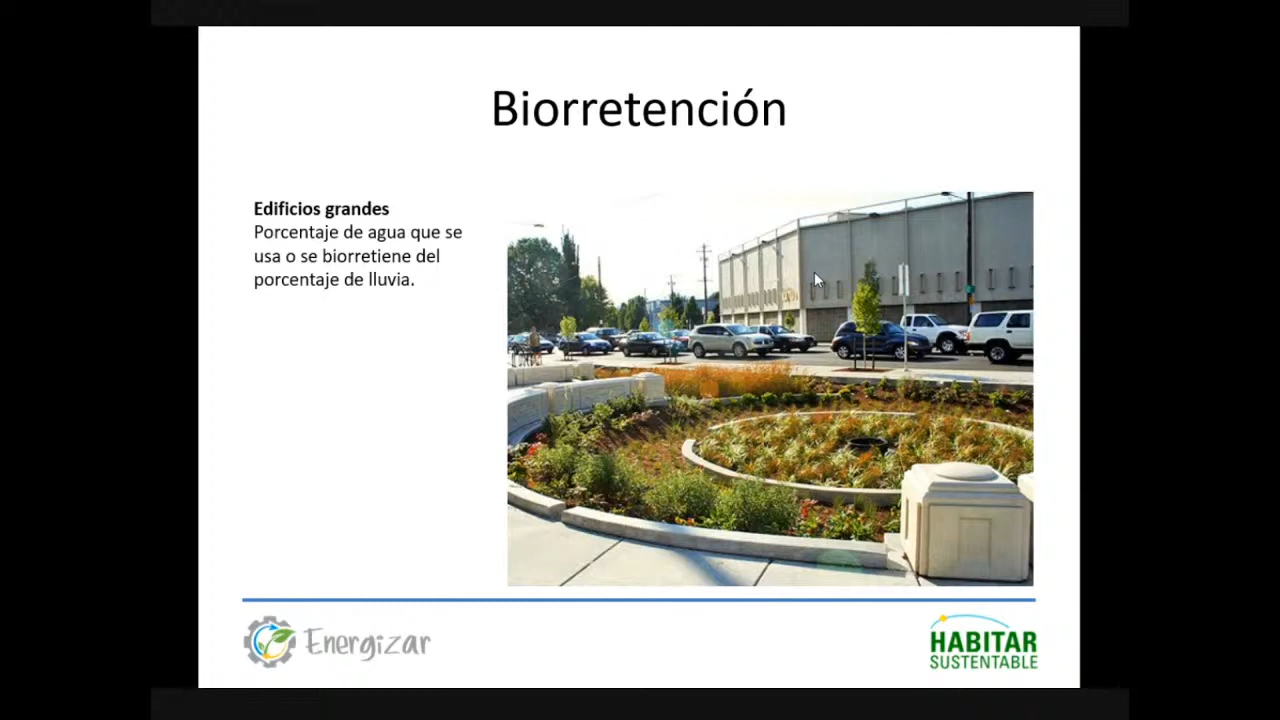 Biorretención
Edificios grandes
Porcentaje de agua que se
usa o se biorretiene del
porcentaje de lluvia.
Energizar
HABITAR
SUSTENTABLE